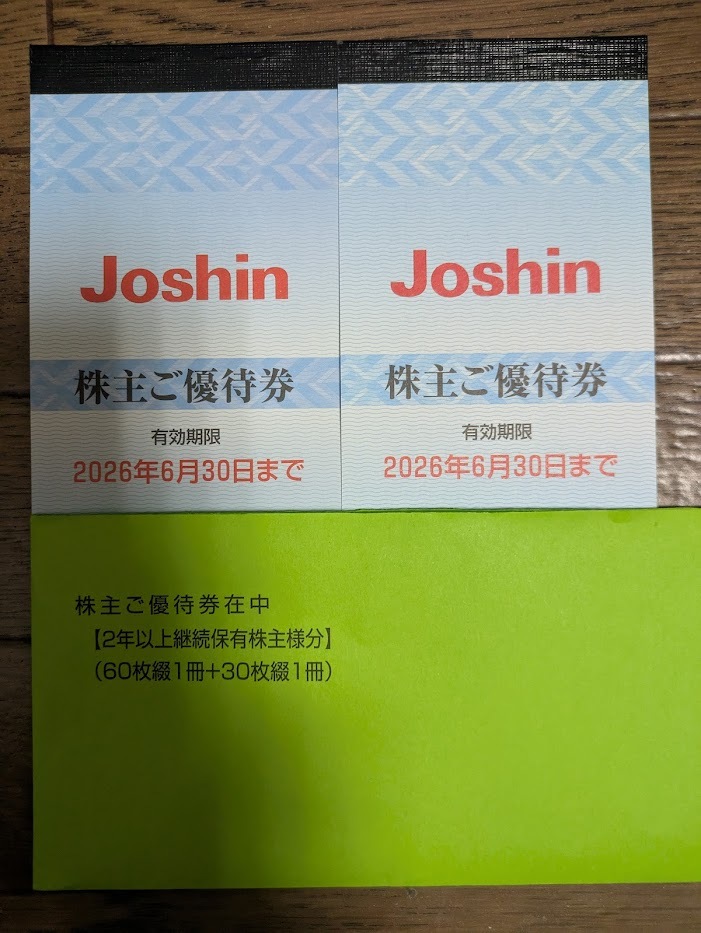 Joshin
株主ご優待券
有効期限
2026年6月30日まで
Joshin
株主ご優待券
有効期限
2026年6月30日まで
株主ご優待券在中
【2年以上継続保有株主様分】
（60枚綴1冊+30枚綴1冊）